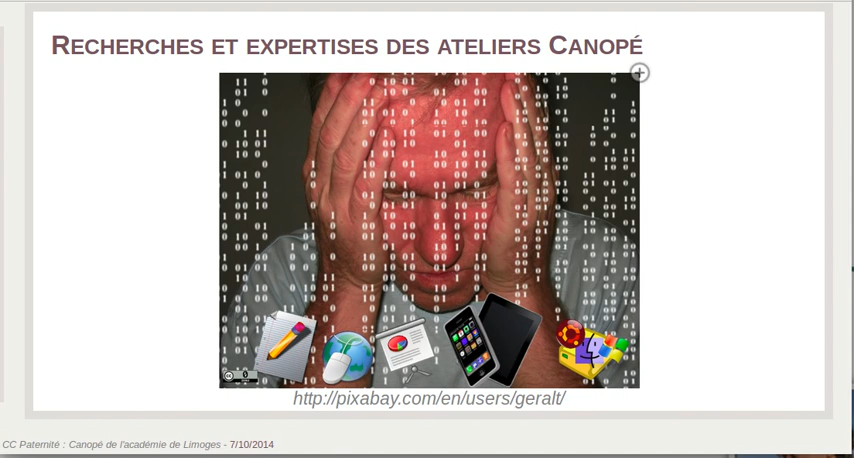 RECHERCHES ET EXPERTISES DES ATELIERS CANOPÉ
http://pixabay.com/en/users/geralt/
CC Paternité : Canopé de l'académie de Limoges - 7/10/2014